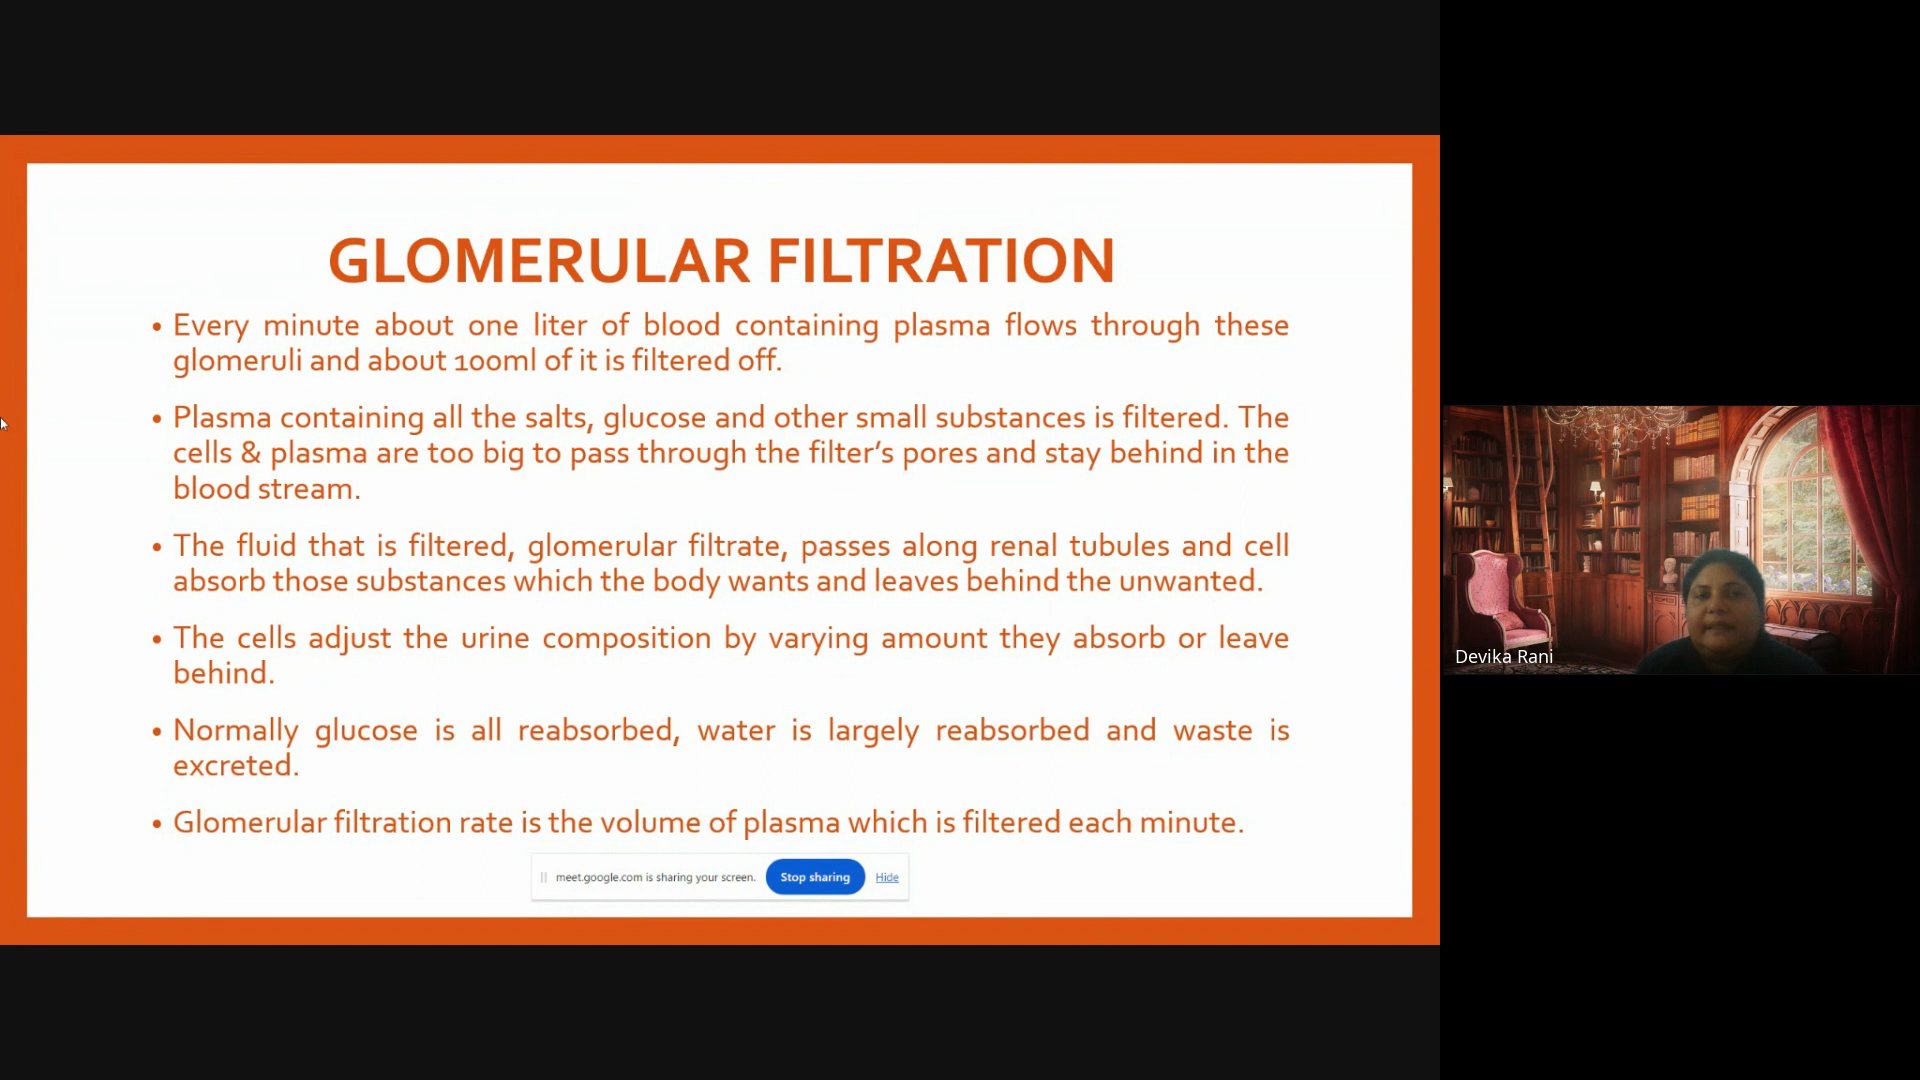 GLOMERULAR FILTRATION
• Every minute about one liter of blood containing plasma flows through these
glomeruli and about 100ml of it is filtered off.
• Plasma containing all the salts, glucose and other small substances is filtered. The
cells & plasma are too big to pass through the filter’s pores and stay behind in the
blood stream.
• The fluid that is filtered, glomerular filtrate, passes along renal tubules and cell
absorb those substances which the body wants and leaves behind the unwanted.
• The cells adjust the urine composition by varying amount they absorb or leave
behind.
• Normally glucose is all reabsorbed, water is largely reabsorbed and waste is
excreted.
• Glomerular filtration rate is the volume of plasma which is filtered each minute.
meet.google.com is sharing your screen. Stop sharing Hide
Devika Rani